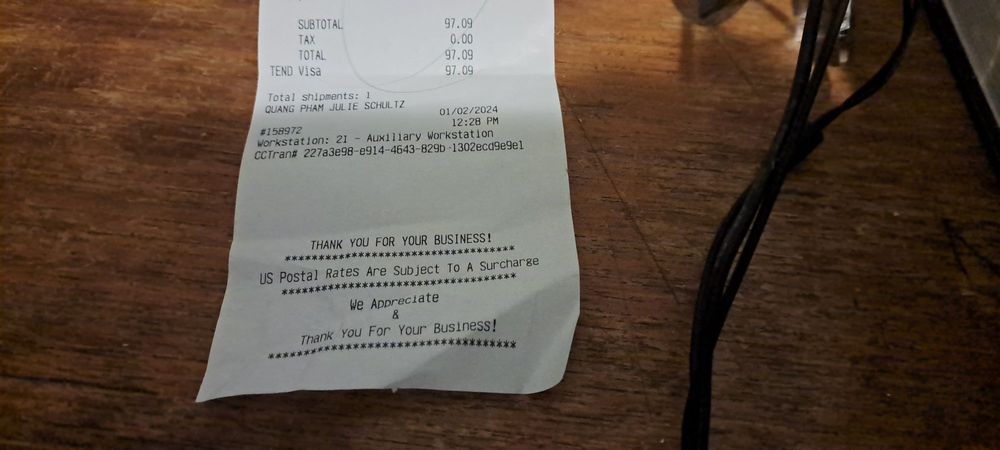 SUBTOTAL 97.09
TAX 0.00
TOTAL 97.09
TEND Visa 97.09
Total shipments: 1
QUANG PHAM JULIE SCHULTZ
01/02/2024
#158972 12:28 PM
Workstation: 21 - Auxiliary Workstation
CCTran# 227a3e98-e914-4643-829b-1302ecd9e9e1
THANK YOU FOR YOUR BUSINESS!
*******************************
US Postal Rates Are Subject To A Surcharge
*******************************
We Appreciate
&
Thank You For Your Business!
*********************************